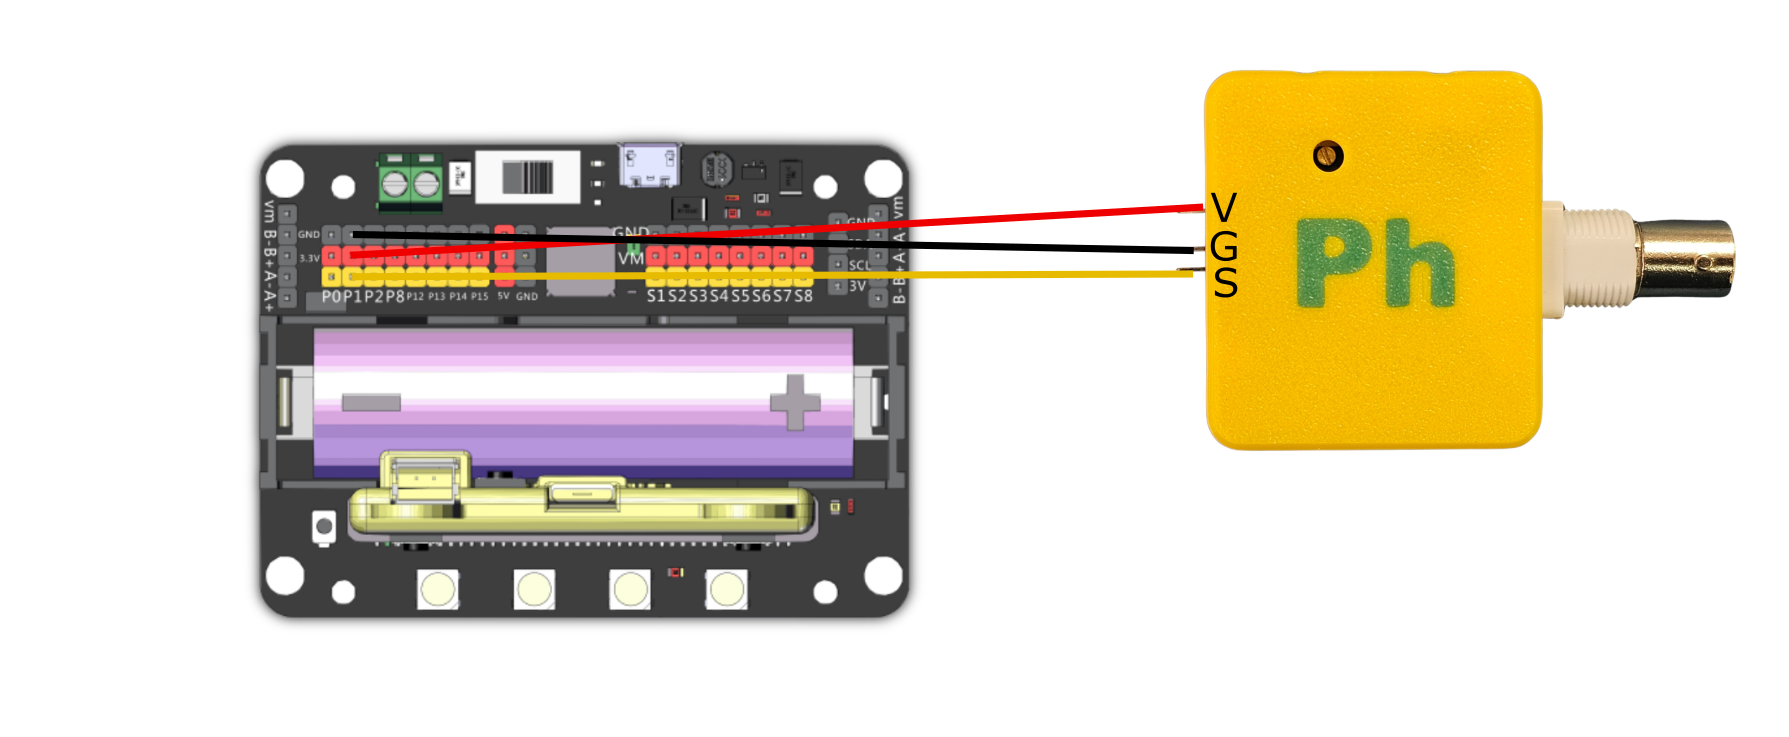 vm B- B+ A- A+
GND
3.3V
P0 P1 P2 P8 P12 P13 P14 P15 5V GND
GND
VM
-
S1 S2 S3 S4 S5 S6 S7 S8
GND
SCL
3V
B- B+ A- A+ vm
V
G
S
Ph